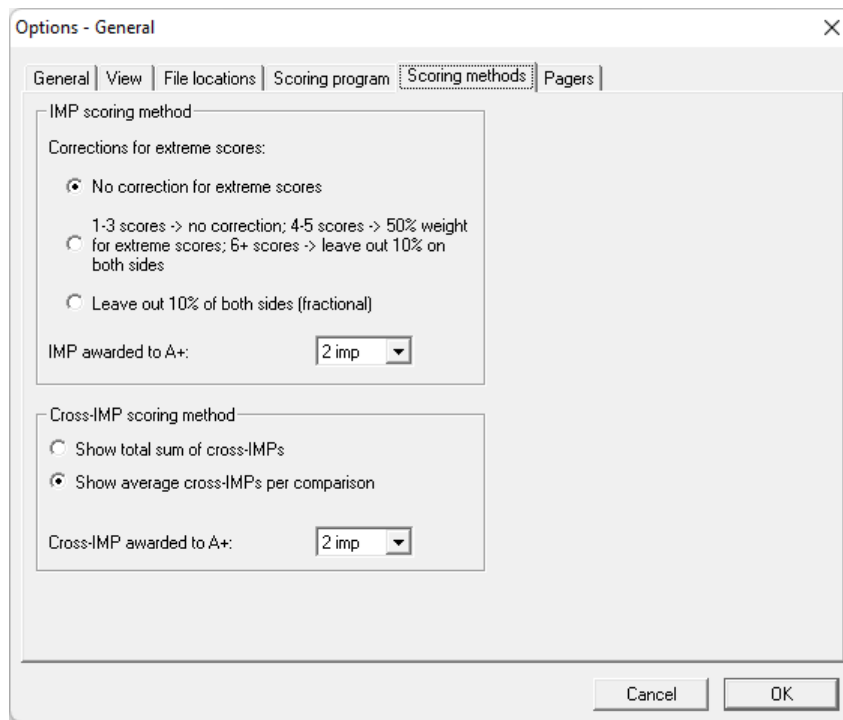 Options - General
General View File locations Scoring program Scoring methods Pagers
IMP scoring method
Corrections for extreme scores:
No correction for extreme scores
1-3 scores -> no correction; 4-5 scores -> 50% weight
for extreme scores; 6+ scores -> leave out 10% on
both sides
Leave out 10% of both sides (fractional)
IMP awarded to A+: 2 imp
Cross-IMP scoring method
Show total sum of cross-IMPs
Show average cross-IMPs per comparison
Cross-IMP awarded to A+: 2 imp
Cancel OK